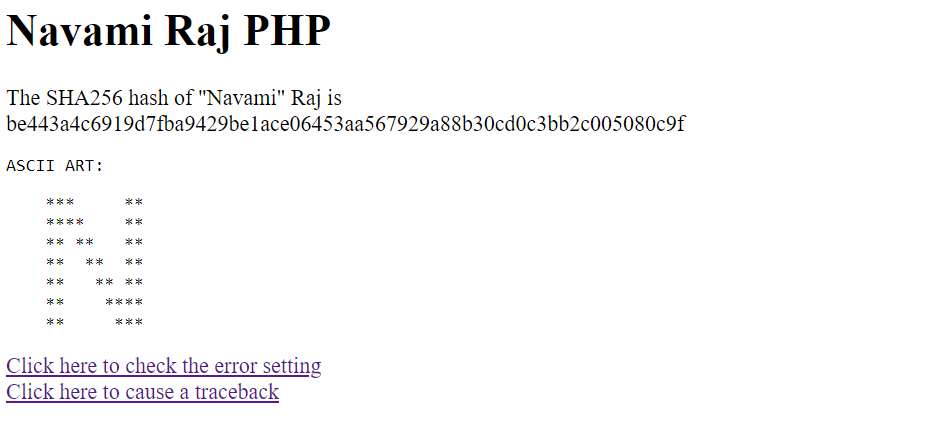 Navami Raj PHP
The SHA256 hash of "Navami" Raj is
be443a4c6919d7fba9429be1ace06453aa567929a88b30cd0c3bb2c005080c9f
ASCII ART:
    ***     **
    ****    **
    ** **   **
    **  **  **
    **   ** **
    **    ****
    **     ***
Click here to check the error setting
Click here to cause a traceback